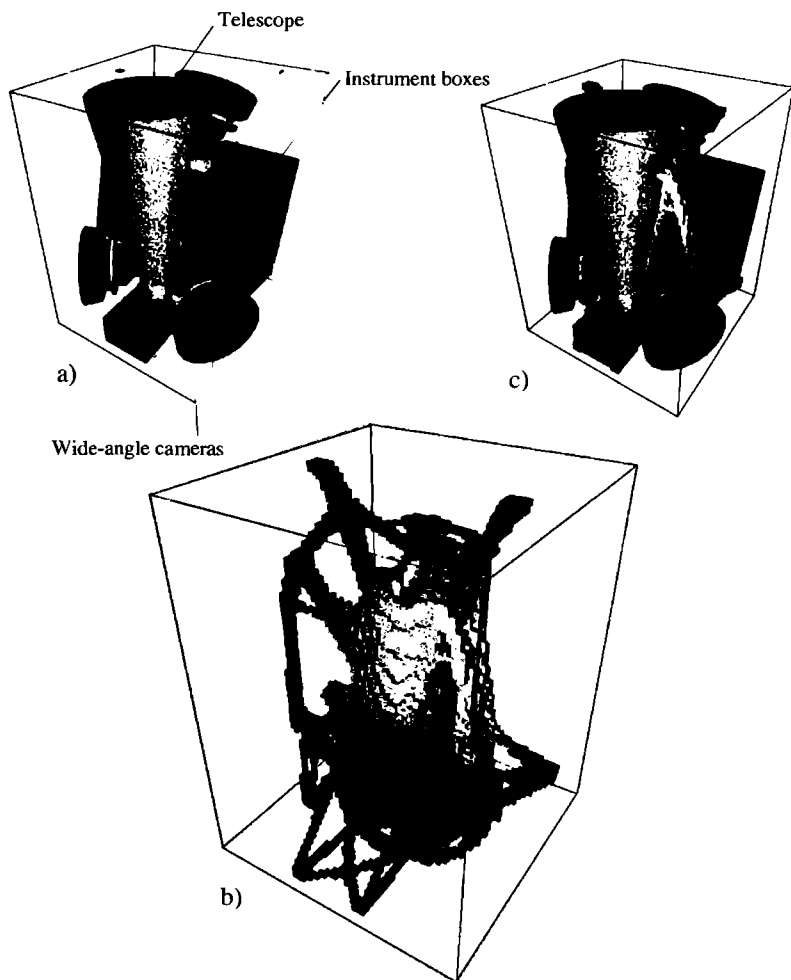 Telescope
Instrument boxes
a)
c)
Wide-angle cameras
b)